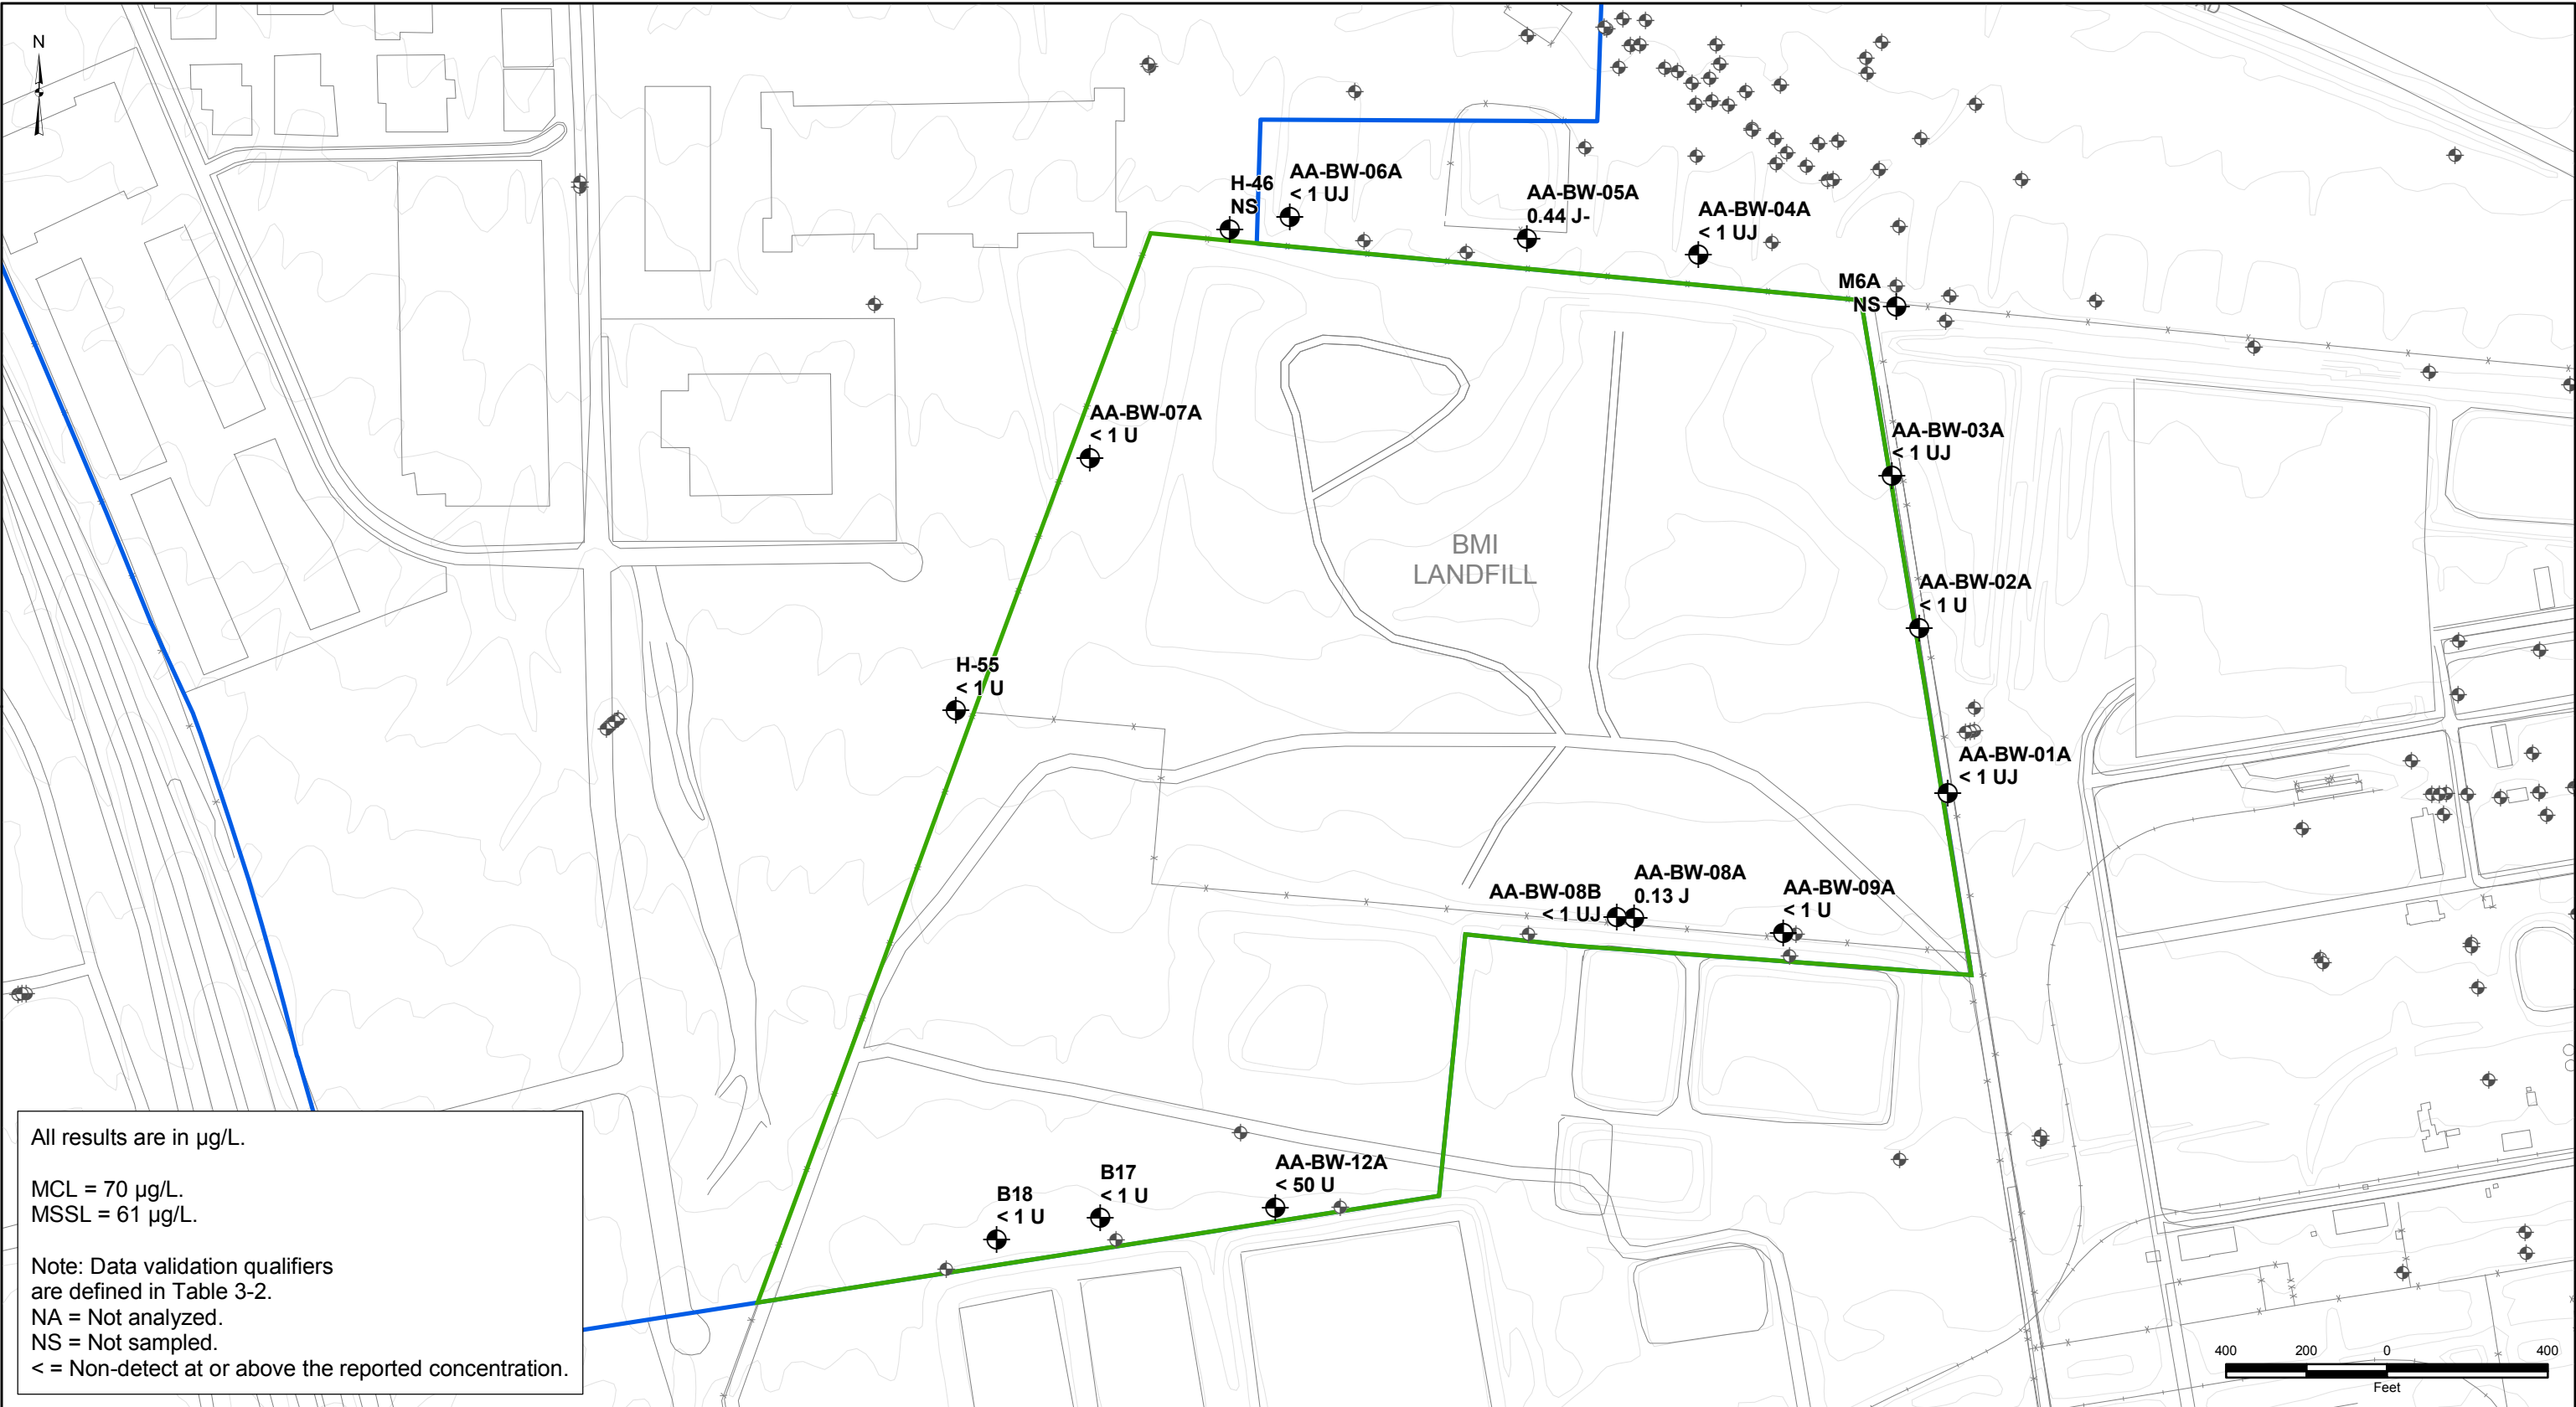 N
H-46
NS
AA-BW-06A
< 1 UJ
AA-BW-05A
0.44 J-
AA-BW-04A
< 1 UJ
M6A
NS
AA-BW-07A
< 1 U
AA-BW-03A
< 1 UJ
BMI
LANDFILL
AA-BW-02A
< 1 U
H-55
< 1 U
AA-BW-01A
< 1 UJ
AA-BW-08B
< 1 UJ
AA-BW-08A
0.13 J
AA-BW-09A
< 1 U
B18
< 1 U
B17
< 1 U
AA-BW-12A
< 50 U
All results are in µg/L.
MCL = 70 µg/L.
MSSL = 61 µg/L.
Note: Data validation qualifiers
are defined in Table 3-2.
NA = Not analyzed.
NS = Not sampled.
< = Non-detect at or above the reported concentration.
400 200 0 400
Feet